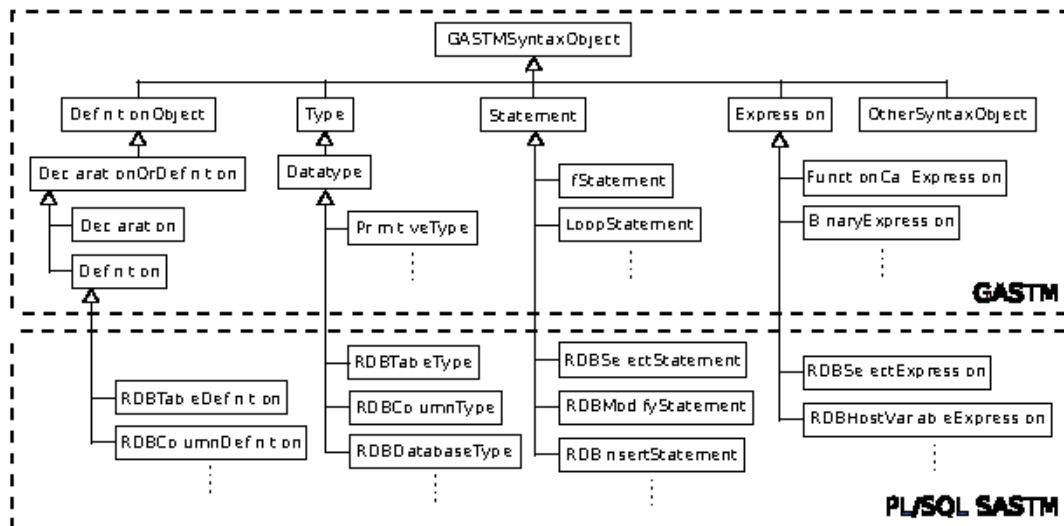 GASTMSyntaxObject
Def n t onObject
Type
Statement
Express on
OtherSyntaxObject
Dec arat onOrDef n t on
Datatype
fStatement
Funct onCa Express on
Dec arat on
Pr m t veType
LoopStatement
B naryExpress on
Def n t on
GASTM
RDBTab eType
RDBSe ectStatement
RDBSe ectExpress on
RDBTab eDef n t on
RDBCo umnType
RDBMod fyStatement
RDBHostVar ab eExpress on
RDBCo umnDef n t on
RDBDatabaseType
RDB nsertStatement
PL/SQL SASTM